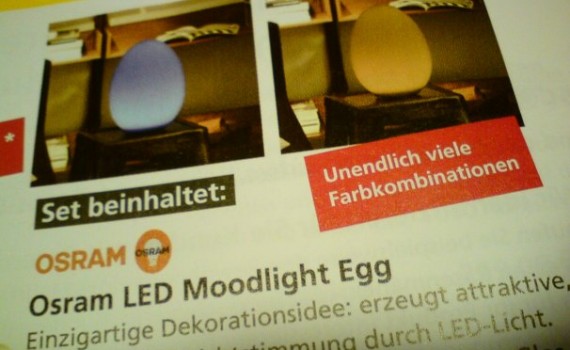 *
Unendlich viele
Farbkombinationen
Set beinhaltet:
OSRAM OSRAM
Osram LED Moodlight Egg
Einzigartige Dekorationsidee: erzeugt attraktive,
durch LED-Licht.